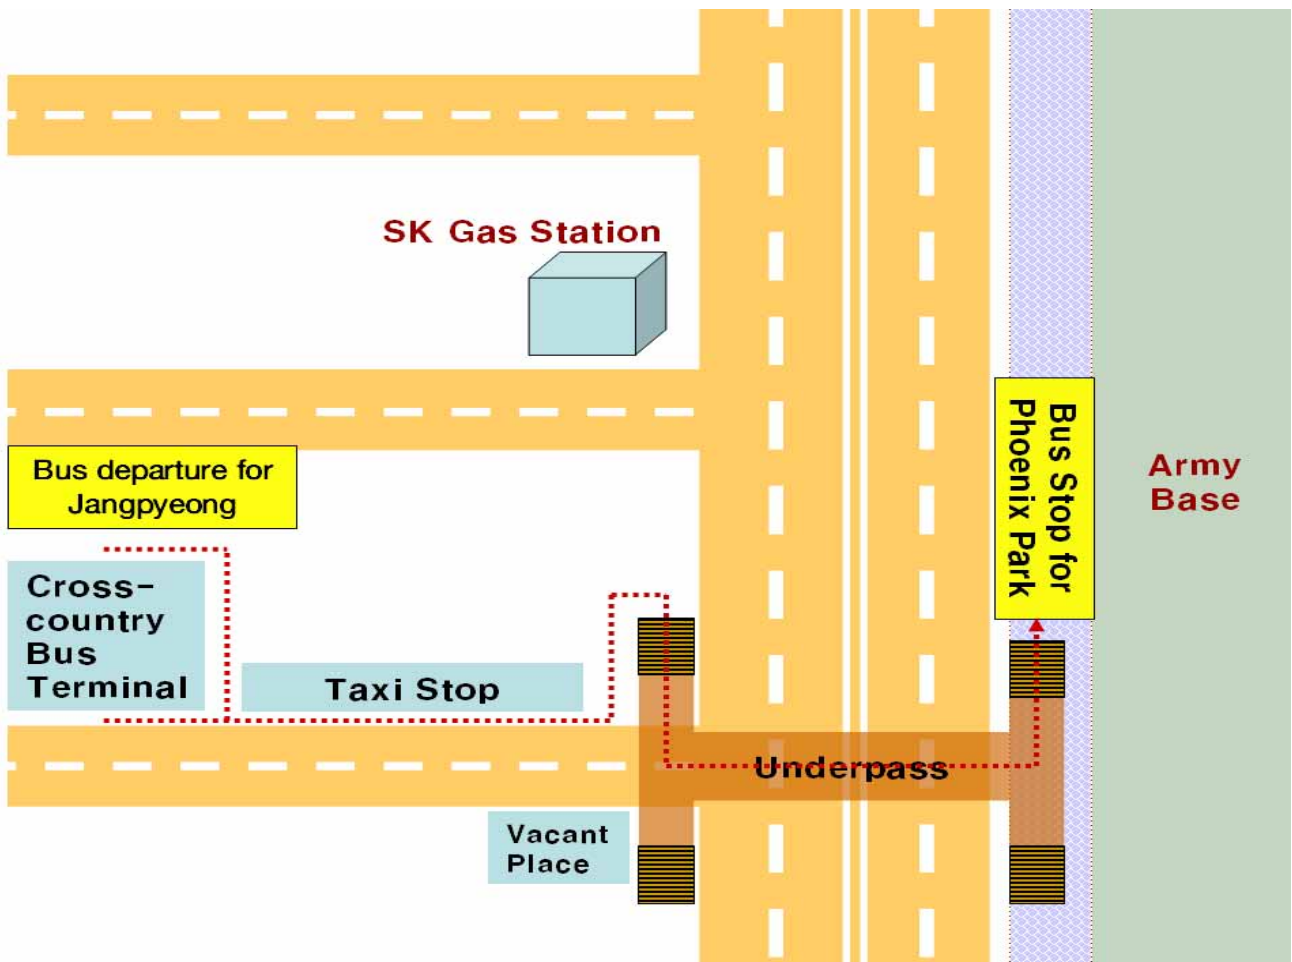 SK Gas Station
Bus departure for
Jangpyeong
Bus Stop for
Phoenix Park
Army
Base
Cross-
country
Bus
Terminal
Taxi Stop
Underpass
Vacant
Place